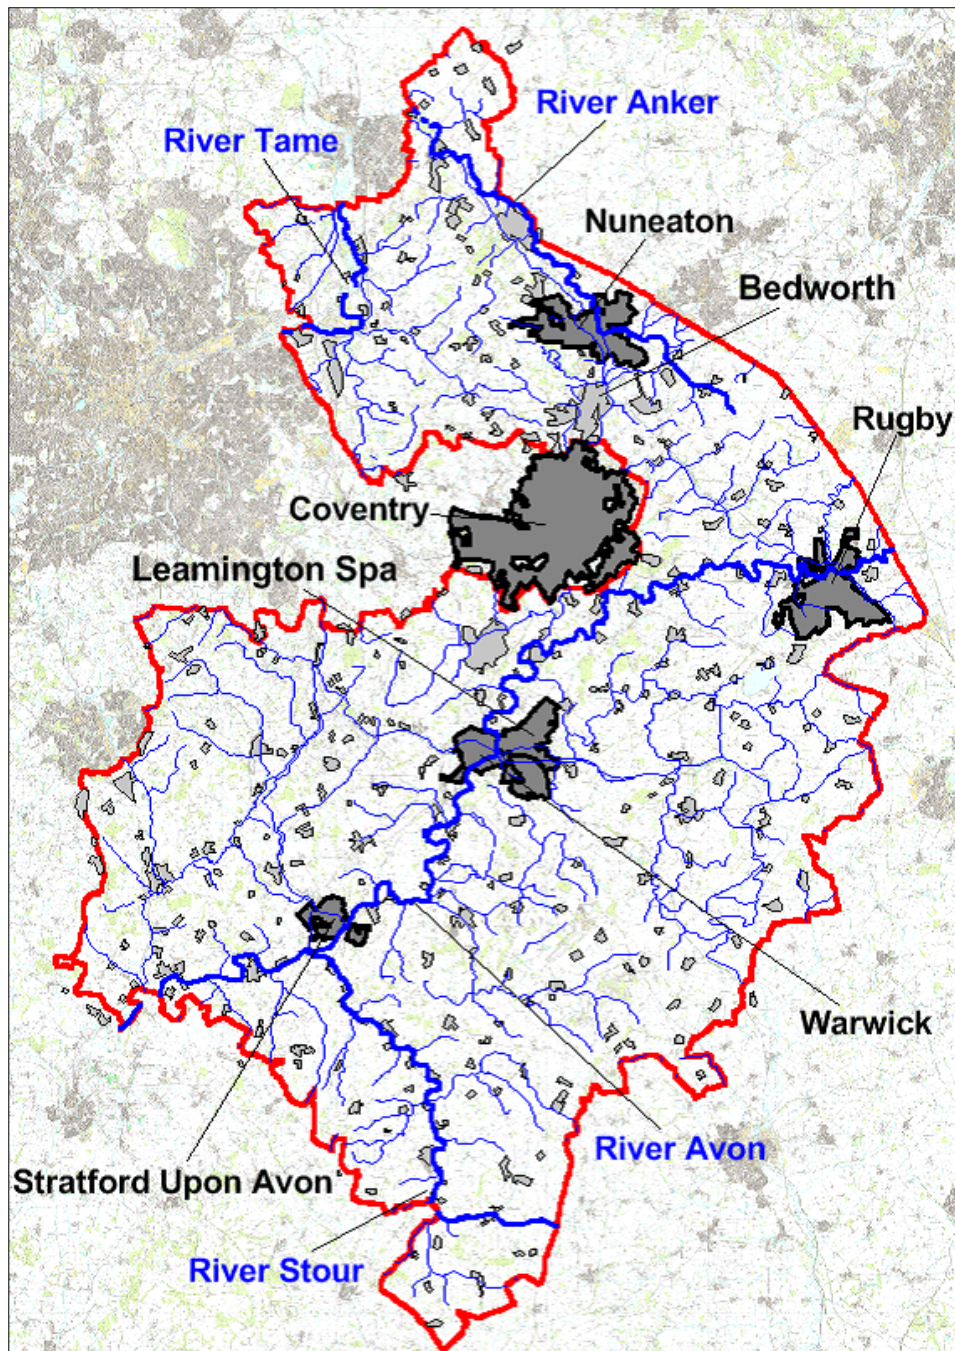 River Anker
River Tame
Nuneaton
Bedworth
Rugby
Coventry
Leamington Spa
Warwick
River Avon
Stratford Upon Avon
River Stour